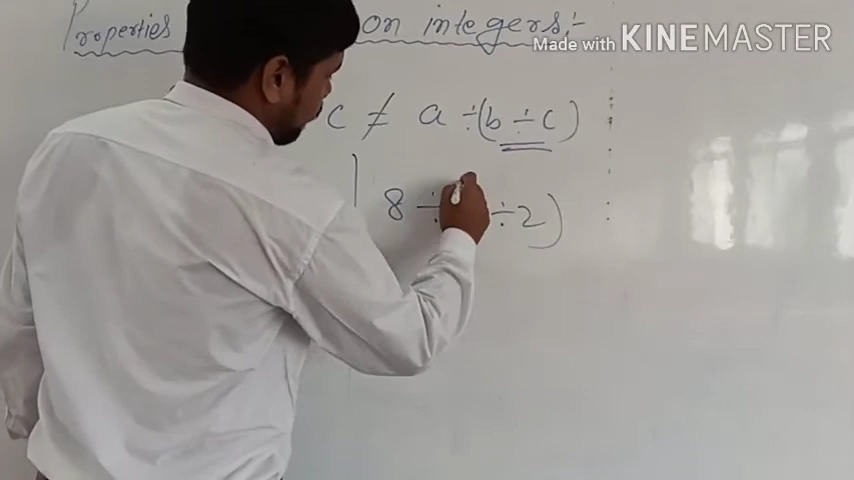 Properties on integers:-
Made with KINEMASTER
c ≠ a ÷ (b ÷ c)
8 ÷ ÷ 2)